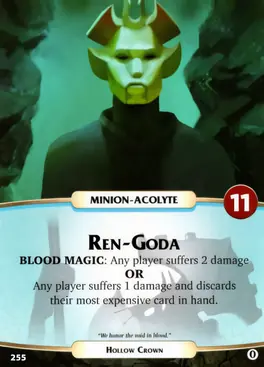 MINION-ACOLYTE
11
REN-GODA
BLOOD MAGIC: Any player suffers 2 damage
OR
Any player suffers 1 damage and discards
their most expensive card in hand.
"We honor the void in blood."
255
HOLLOW CROWN
0